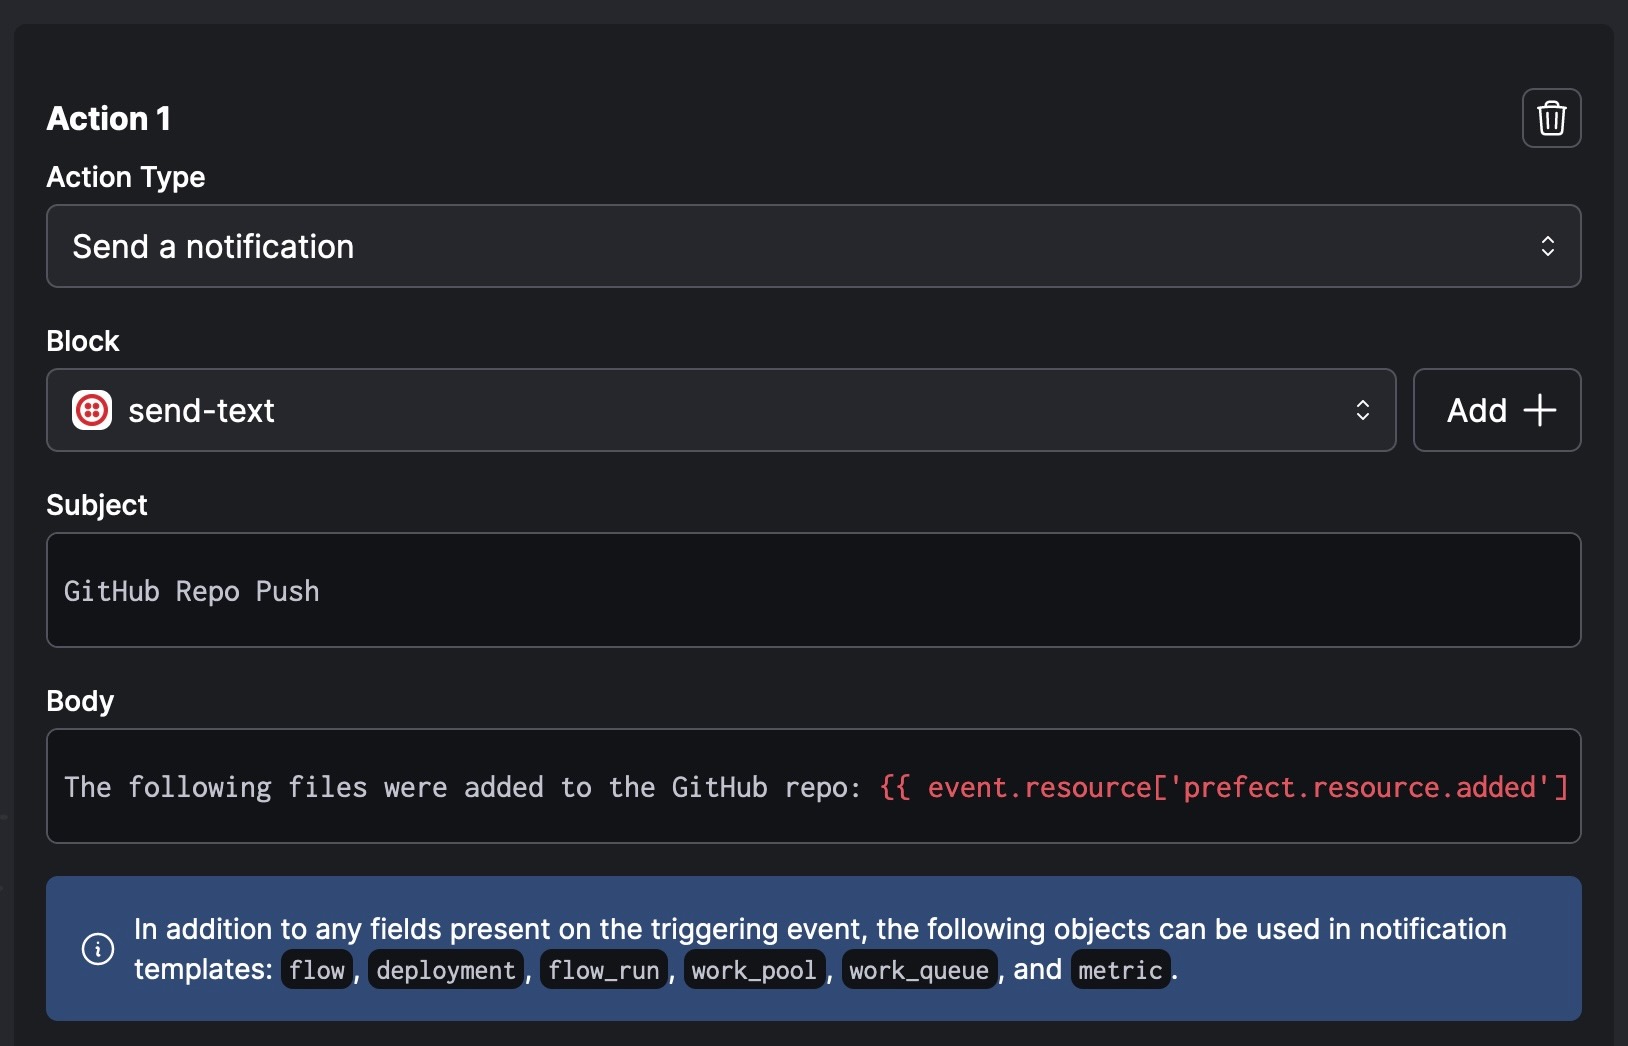 Action 1
Action Type
Send a notification
Block
send-text
Add
Subject
GitHub Repo Push
Body
The following files were added to the GitHub repo: {{ event.resource['prefect.resource.added']
In addition to any fields present on the triggering event, the following objects can be used in notification
templates: flow, deployment, flow_run, work_pool, work_queue, and metric.